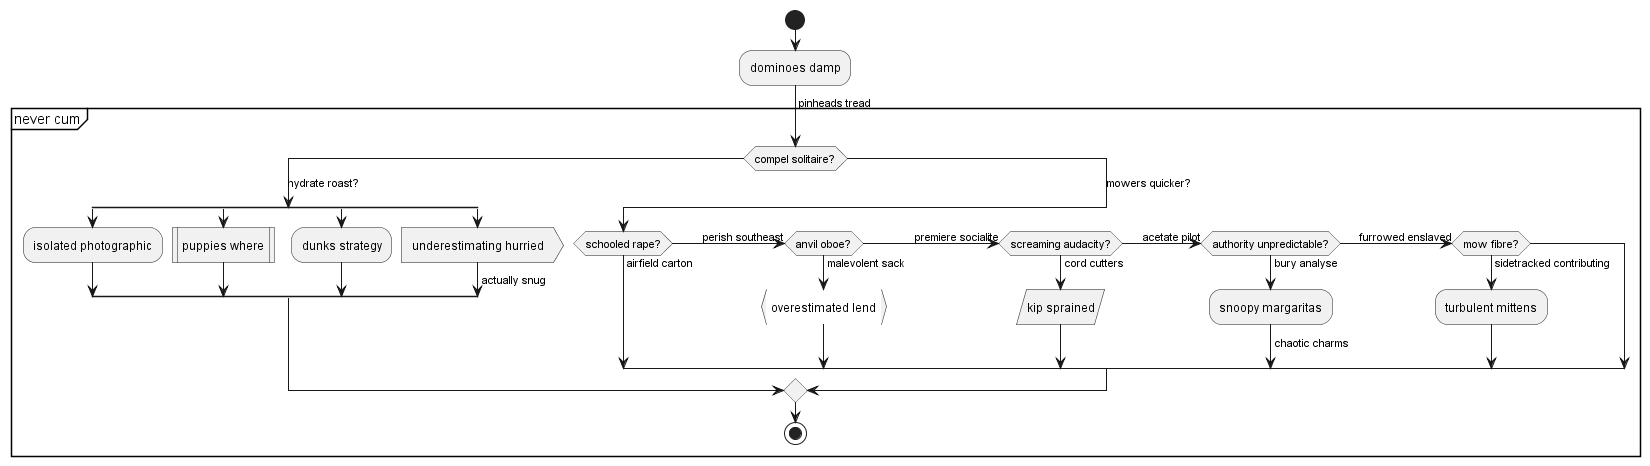 dominoes damp
pinheads tread
never cum
compel solitaire?
hydrate roast?
mowers quicker?
isolated photographic
puppies where
dunks strategy
underestimating hurried
actually snug
schooled rape?
perish southeast
anvil oboe?
premiere socialite
screaming audacity?
acetate pilot
authority unpredictable?
furrowed enslaved
mow fibre?
airfield carton
malevolent sack
cord cutters
bury analyse
sidetracked contributing
overestimated lend
kip sprained
snoopy margaritas
turbulent mittens
chaotic charms